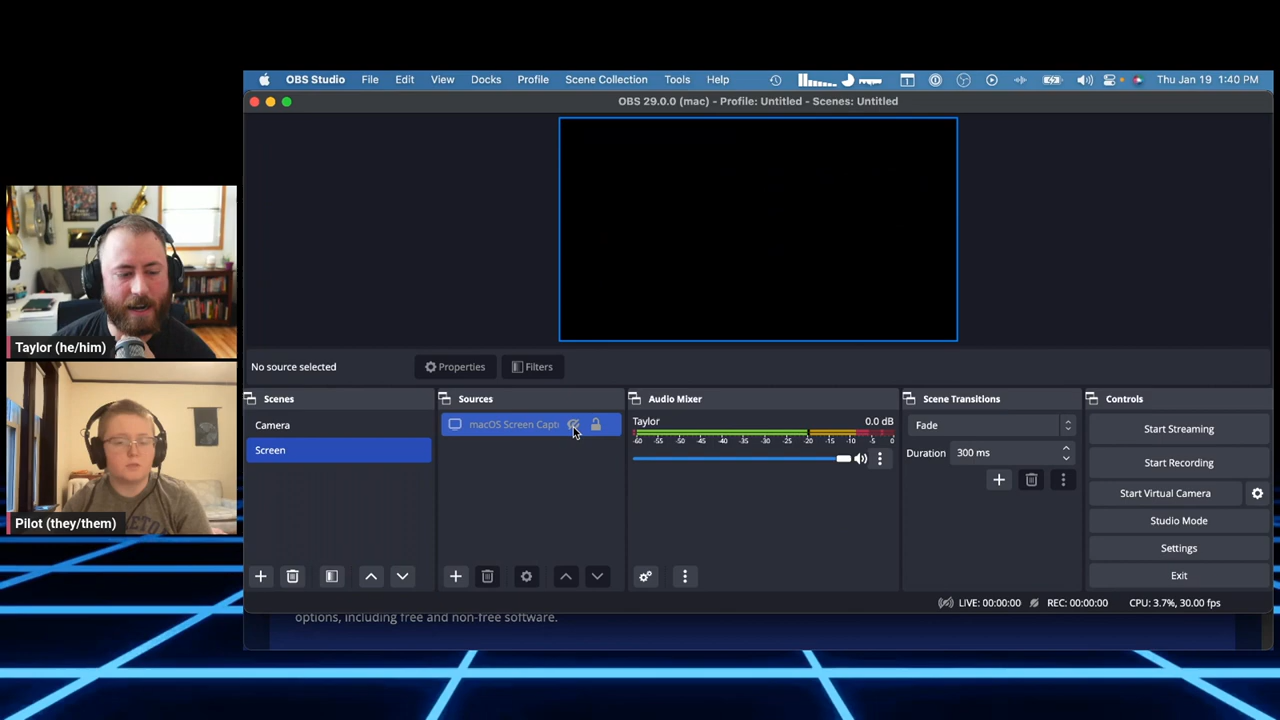 OBS Studio File Edit View Docks Profile Scene Collection Tools Help Thu Jan 19 1:40 PM
OBS 29.0.0 (mac) - Profile: Untitled - Scenes: Untitled
Taylor (he/him)
Pilot (they/them)
No source selected Properties Filters
Scenes Sources Audio Mixer Scene Transitions Controls
Camera
Screen
macOS Screen Capti
Taylor 0.0 dB
-60 -55 -50 -45 -40 -35 -30 -25 -20 -15 -10 -5 0
Fade
Duration 300 ms
Start Streaming
Start Recording
Start Virtual Camera
Studio Mode
Settings
Exit
LIVE: 00:00:00 REC: 00:00:00 CPU: 3.7%, 30.00 fps
options, including free and non-free software.